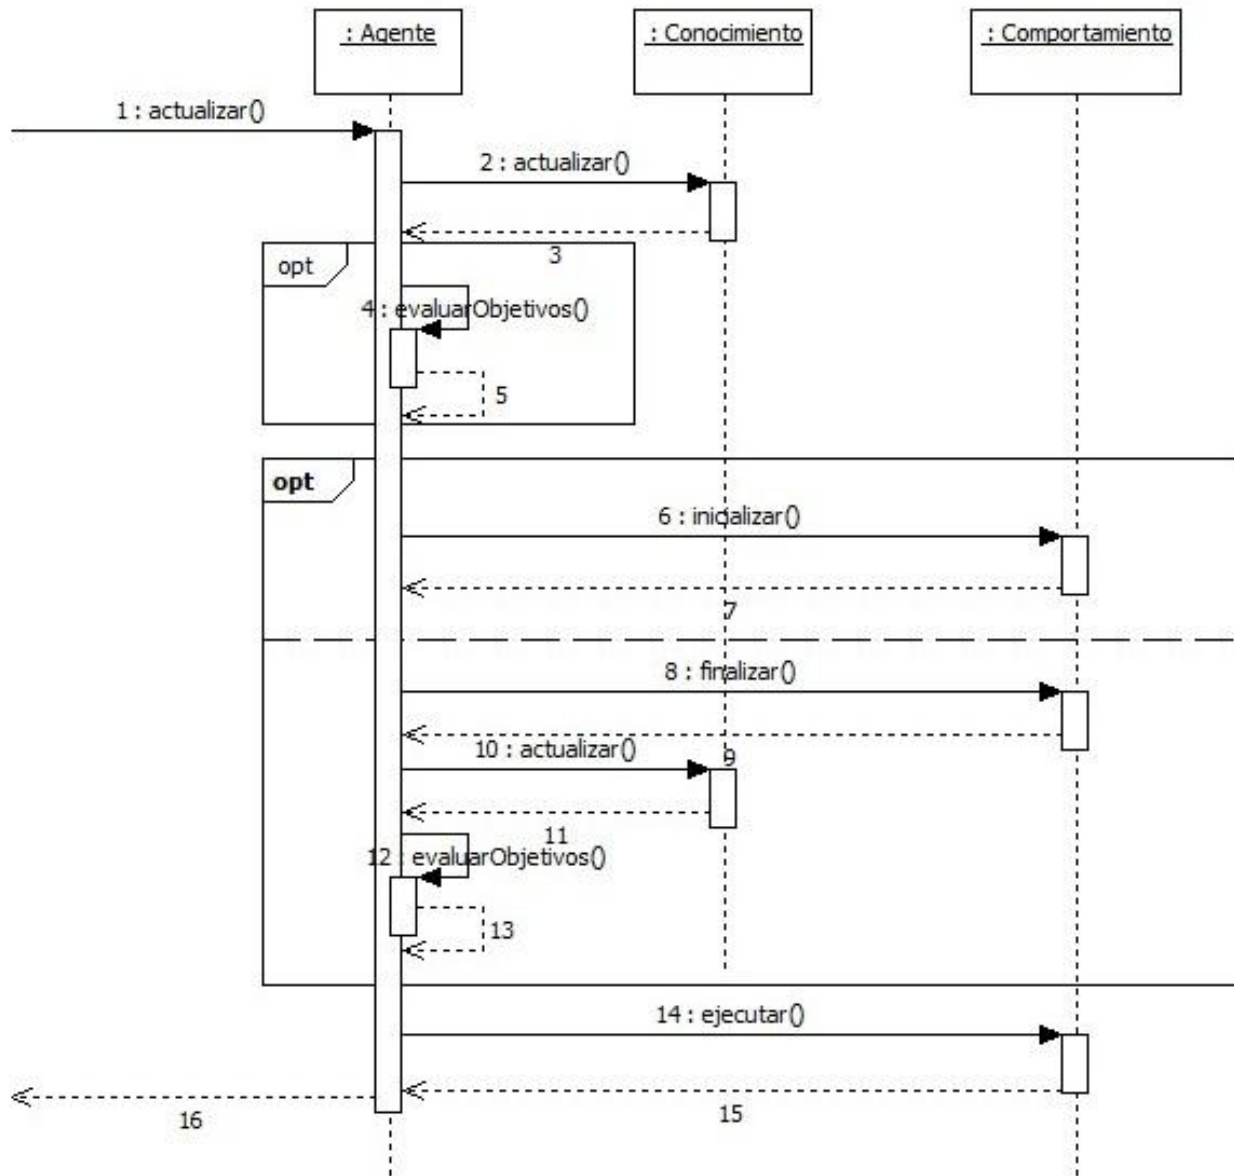 : Agente
: Conocimiento
: Comportamiento
1 : actualizar()
2 : actualizar()
3
opt
4 : evaluarObjetivos()
5
opt
6 : inicializar()
7
8 : finalizar()
9
10 : actualizar()
11
12 : evaluarObjetivos()
13
14 : ejecutar()
15
16